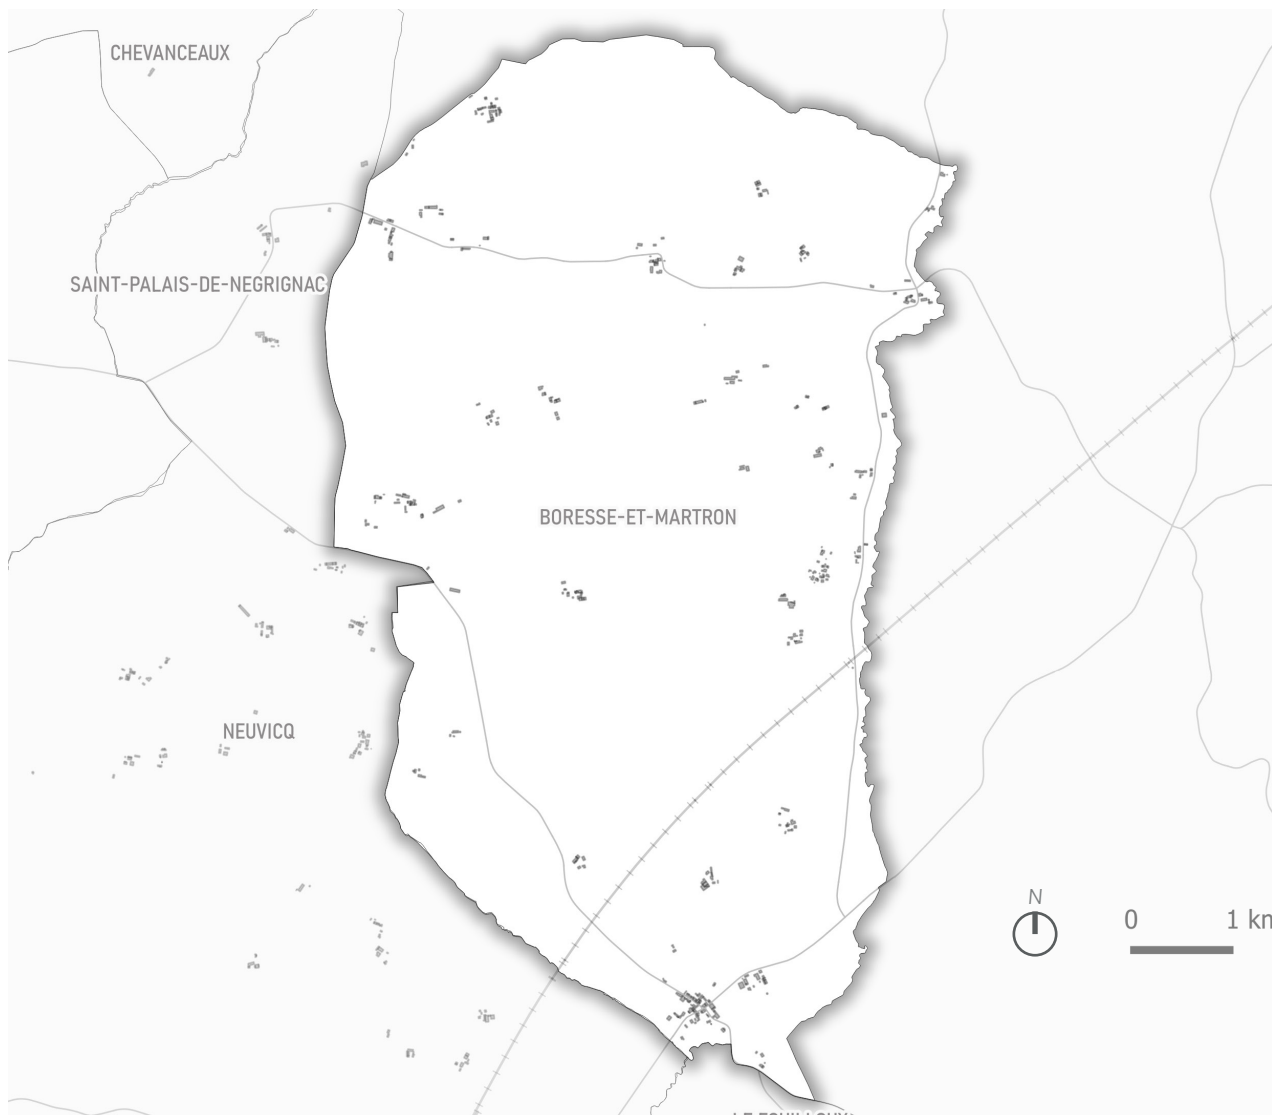 CHEVANCEAUX
SAINT-PALAIS-DE-NEGRIGNAC
BORESSE-ET-MARTRON
NEUVICQ
N
0 1 km